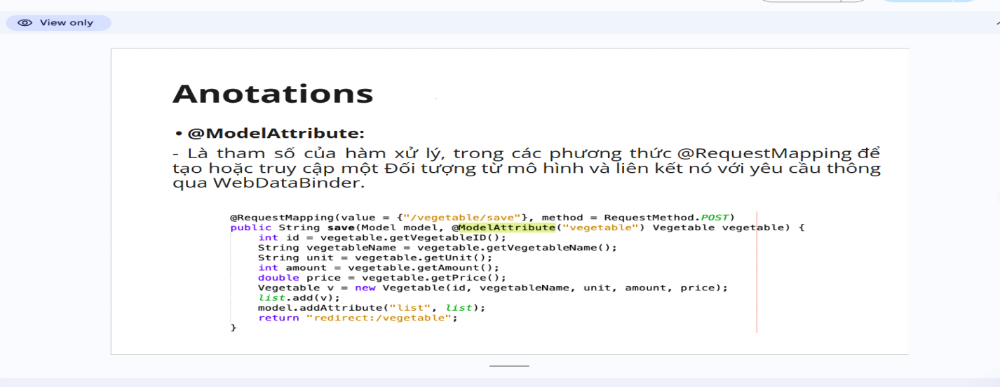 View only
Anotations
• @ModelAttribute:
- Là tham số của hàm xử lý, trong các phương thức @RequestMapping để
tạo hoặc truy cập một Đối tượng từ mô hình và liên kết nó với yêu cầu thông
qua WebDataBinder.
@RequestMapping(value = {"/vegetable/save"}, method = RequestMethod.POST)
public String save(Model model, @ModelAttribute("vegetable") Vegetable vegetable) {
    int id = vegetable.getVegetableID();
    String vegetableName = vegetable.getVegetableName();
    String unit = vegetable.getUnit();
    int amount = vegetable.getAmount();
    double price = vegetable.getPrice();
    Vegetable v = new Vegetable(id, vegetableName, unit, amount, price);
    list.add(v);
    model.addAttribute("list", list);
    return "redirect:/vegetable";
}